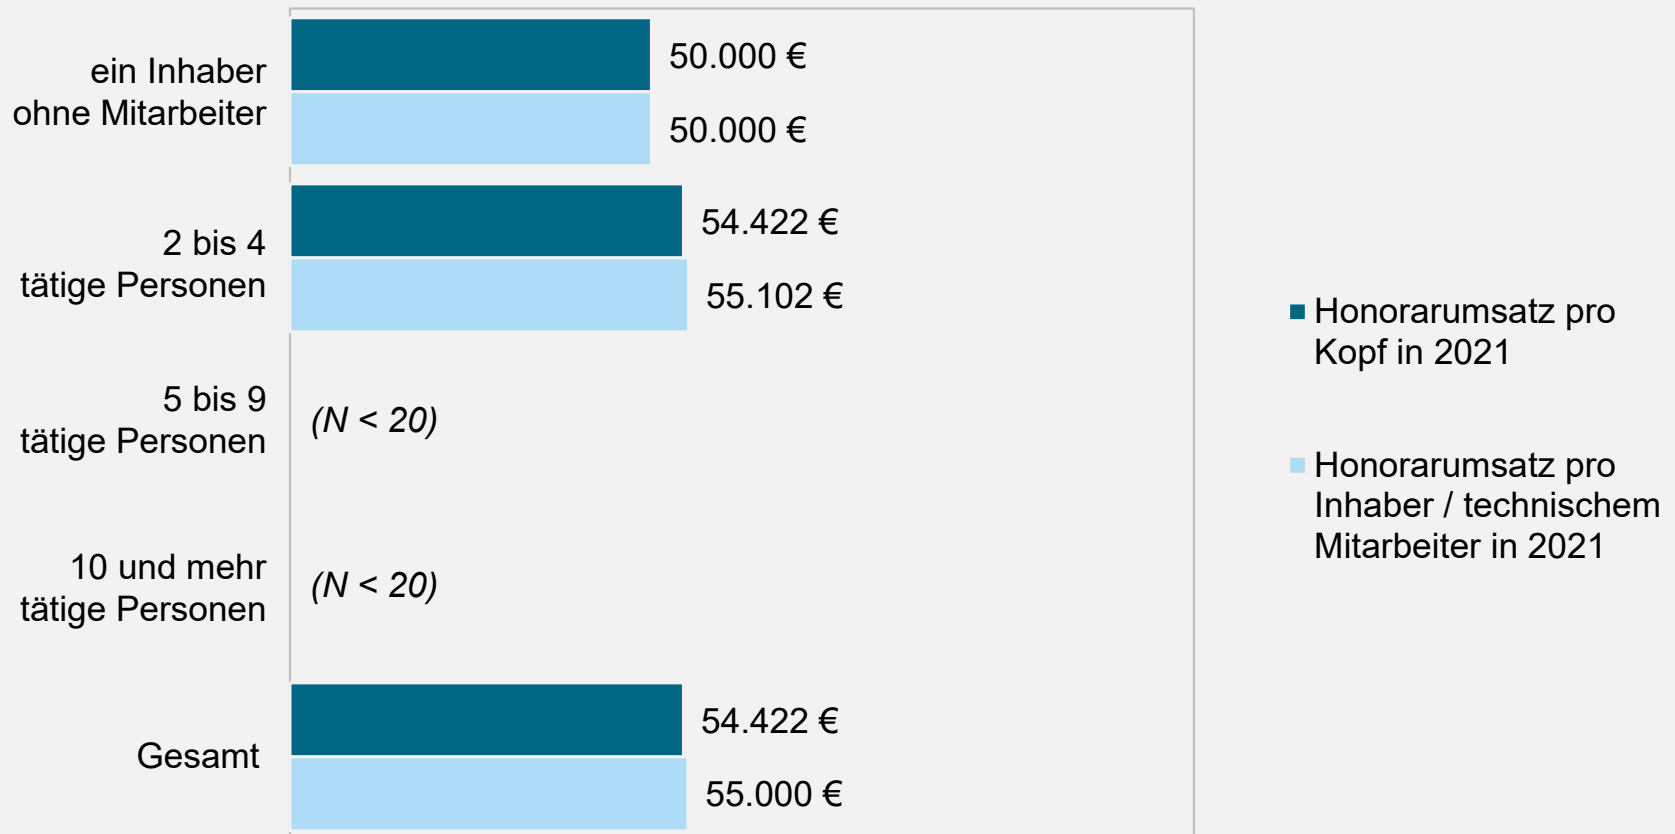 ein Inhaber
ohne Mitarbeiter
50.000 €
50.000 €
2 bis 4
tätige Personen
54.422 €
55.102 €
5 bis 9
tätige Personen
(N < 20)
10 und mehr
tätige Personen
(N < 20)
Gesamt
54.422 €
55.000 €
Honorarumsatz pro
Kopf in 2021
Honorarumsatz pro
Inhaber / technischem
Mitarbeiter in 2021